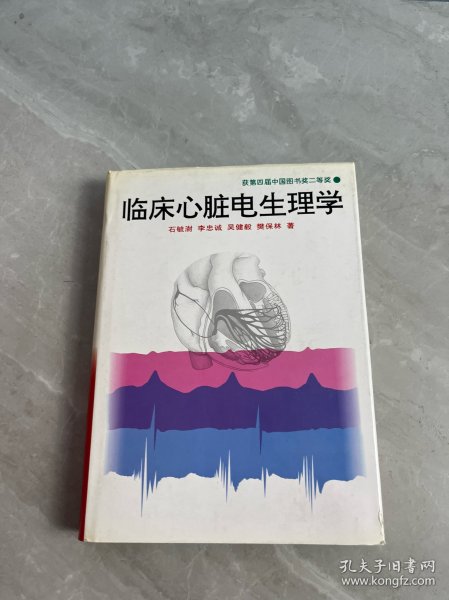 获第四届中国图书奖二等奖
临床心脏电生理学
石毓澍 李忠诚 吴健毅 樊保林 著
孔夫子旧书网
www.kongfz.com